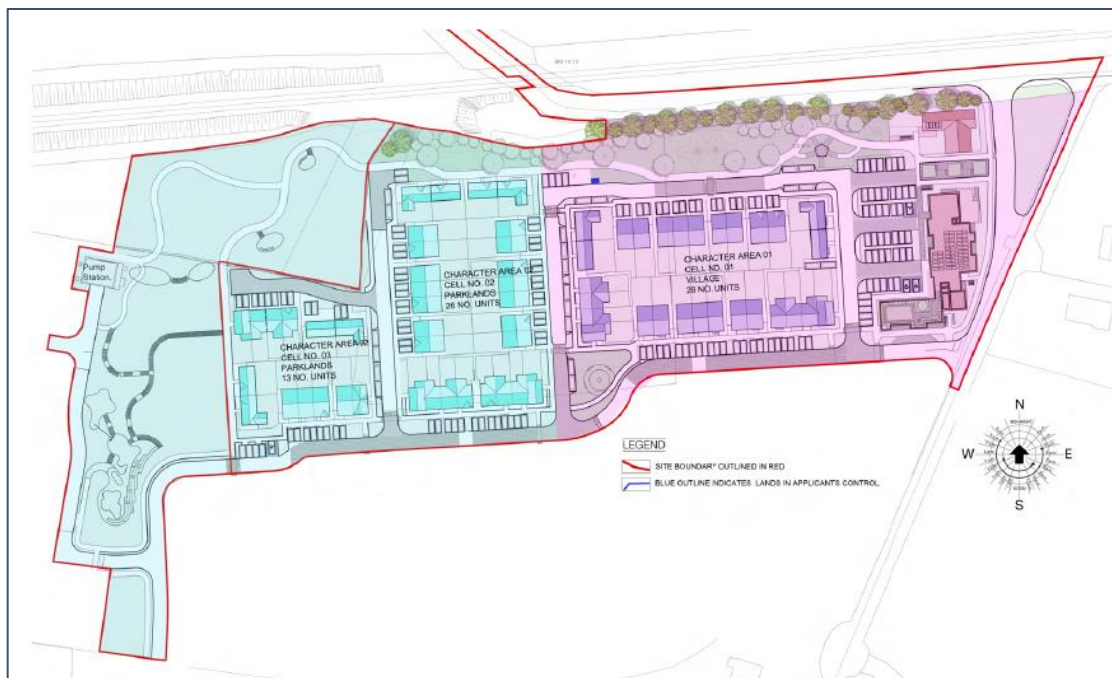 Pump
Station.
CHARACTER AREA 02
CELL NO. 03
PARKLANDS
13 NO. UNITS
CHARACTER AREA 02
CELL NO. 02
PARKLANDS
26 NO. UNITS
CHARACTER AREA 01
CELL NO. 01
VILLAGE
28 NO. UNITS
LEGEND
SITE BOUNDARY OUTLINED IN RED
BLUE OUTLINE INDICATES LANDS IN APPLICANTS CONTROL
N
W
E
S